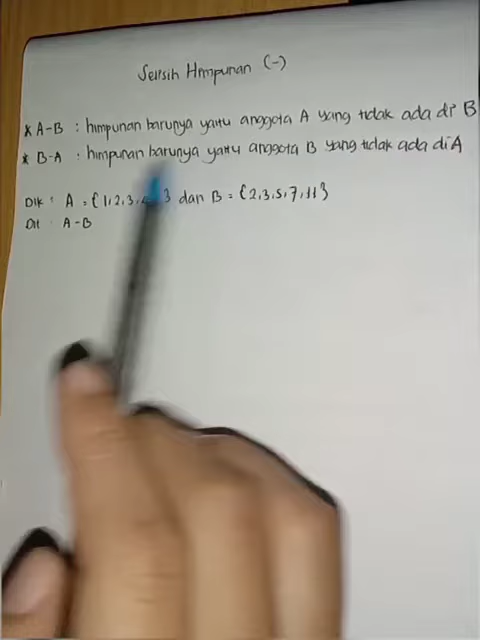 Selisih Himpunan (-)
* A-B : himpunan barunya yaitu anggota A yang tidak ada di B
* B-A : himpunan barunya yaitu anggota B yang tidak ada di A
Dik : A = {1,2,3, } dan B = {2,3,5,7,11}
Dit : A-B